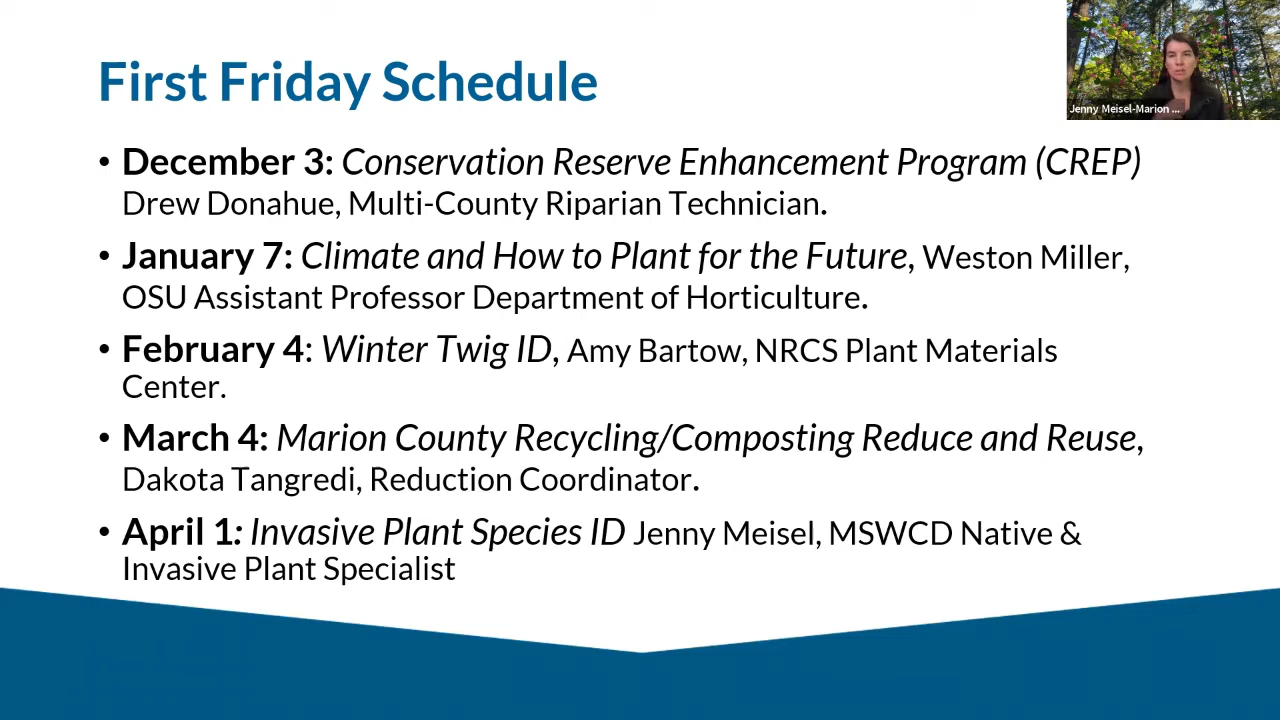 First Friday Schedule
Jenny Meisel-Marion ...
• December 3: Conservation Reserve Enhancement Program (CREP)
Drew Donahue, Multi-County Riparian Technician.
• January 7: Climate and How to Plant for the Future, Weston Miller,
OSU Assistant Professor Department of Horticulture.
• February 4: Winter Twig ID, Amy Bartow, NRCS Plant Materials
Center.
• March 4: Marion County Recycling/Composting Reduce and Reuse,
Dakota Tangredi, Reduction Coordinator.
• April 1: Invasive Plant Species ID Jenny Meisel, MSWCD Native &
Invasive Plant Specialist